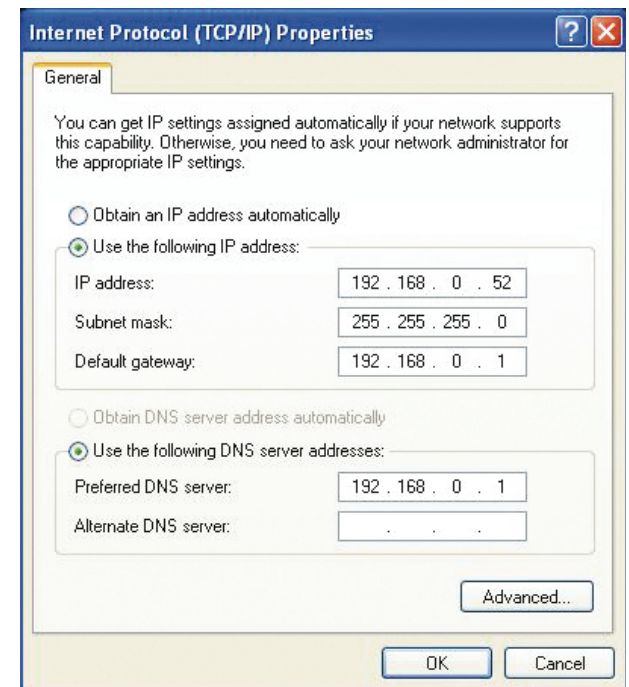 Internet Protocol (TCP/IP) Properties
General
You can get IP settings assigned automatically if your network supports
this capability. Otherwise, you need to ask your network administrator for
the appropriate IP settings.
Obtain an IP address automatically
Use the following IP address:
IP address: 192 . 168 . 0 . 52
Subnet mask: 255 . 255 . 255 . 0
Default gateway: 192 . 168 . 0 . 1
Obtain DNS server address automatically
Use the following DNS server addresses:
Preferred DNS server: 192 . 168 . 0 . 1
Alternate DNS server: . . .
Advanced...
OK Cancel